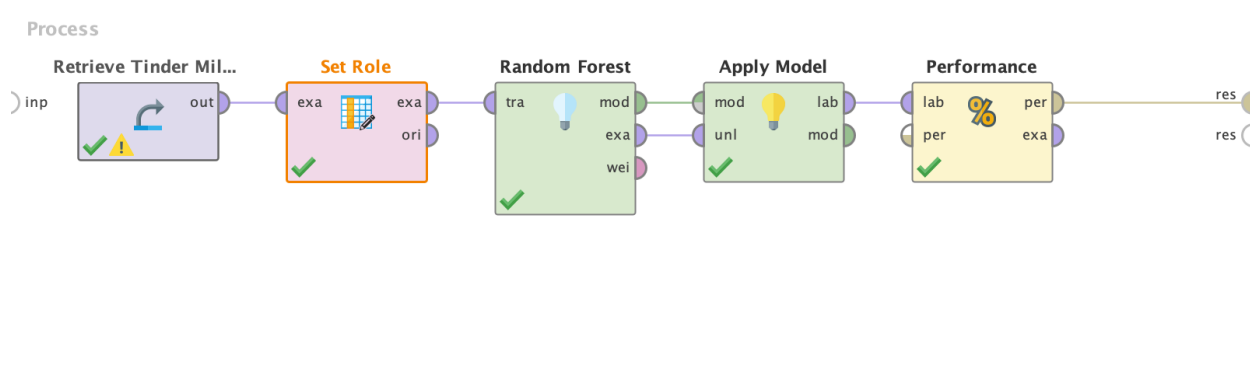 Process
Retrieve Tinder Mil...
Set Role
Random Forest
Apply Model
Performance
inp
out
exa
exa
tra
mod
mod
lab
lab
per
res
ori
exa
unl
mod
per
exa
res
wei
%